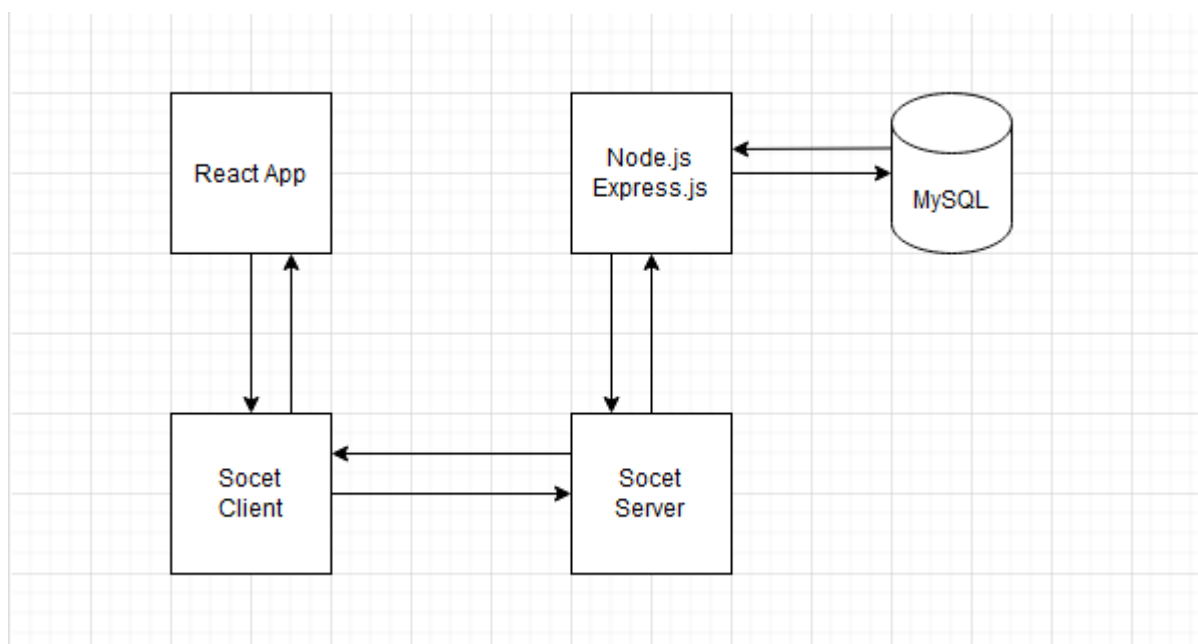 React App
Node.js
Express.js
MySQL
Socet
Client
Socet
Server